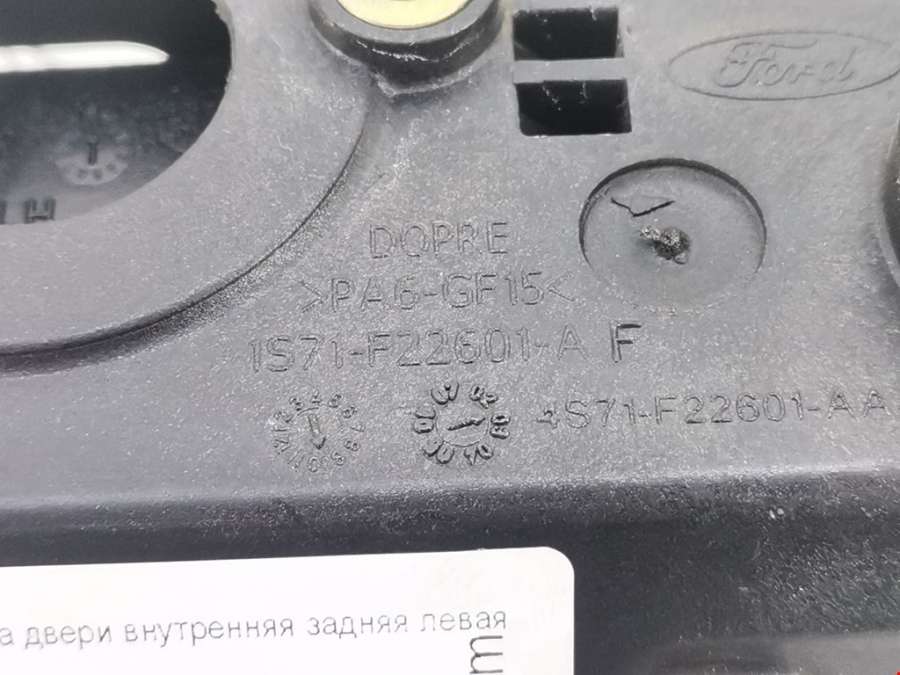 Ford
DOPRE
>PA6-GF15<
1S71-F22601-A F
4S71-F22601-AA
а двери внутренняя задняя левая
m